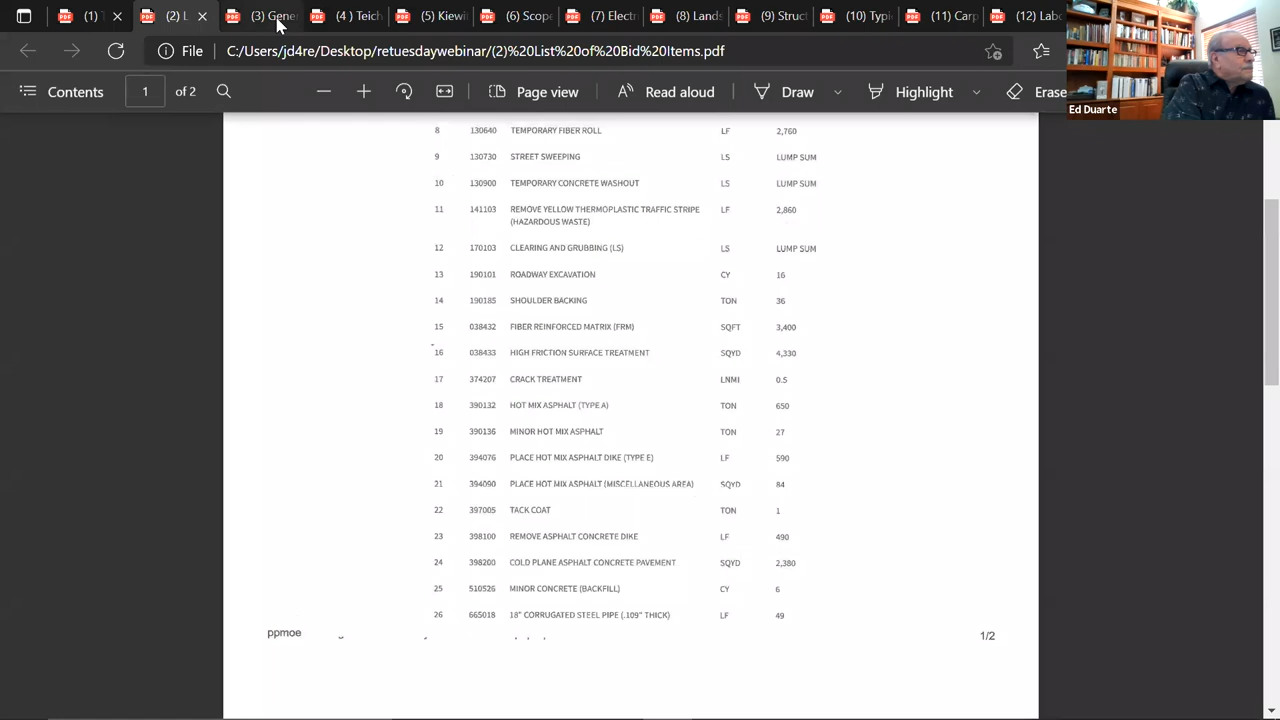 (1) T
(2) L
(3) Gene
(4 ) Teich
(5) Kiewi
(6) Scope
(7) Electr
(8) Lands
(9) Struct
(10) (0)
(11) Carp
(12) Labo
File C:/Users/jd4re/Desktop/retuesdaywebinar/(2)%20List%20of%20Bid%20Items.pdf
Contents 1 of 2 Page view Read aloud Draw Highlight Erase
Ed Duarte
8 130640 TEMPORARY FIBER ROLL LF 2,760
9 130730 STREET SWEEPING LS LUMP SUM
10 130900 TEMPORARY CONCRETE WASHOUT LS LUMP SUM
11 141103 REMOVE YELLOW THERMOPLASTIC TRAFFIC STRIPE LF 2,860
(HAZARDOUS WASTE)
12 170103 CLEARING AND GRUBBING (LS) LS LUMP SUM
13 190101 ROADWAY EXCAVATION CY 16
14 190185 SHOULDER BACKING TON 36
15 038432 FIBER REINFORCED MATRIX (FRM) SQFT 3,400
16 038433 HIGH FRICTION SURFACE TREATMENT SQYD 4,330
17 374207 CRACK TREATMENT LNMI 0.5
18 390132 HOT MIX ASPHALT (TYPE A) TON 650
19 390136 MINOR HOT MIX ASPHALT TON 27
20 394076 PLACE HOT MIX ASPHALT DIKE (TYPE E) LF 590
21 394090 PLACE HOT MIX ASPHALT (MISCELLANEOUS AREA) SQYD 84
22 397005 TACK COAT TON 1
23 398100 REMOVE ASPHALT CONCRETE DIKE LF 490
24 398200 COLD PLANE ASPHALT CONCRETE PAVEMENT SQYD 2,380
25 510526 MINOR CONCRETE (BACKFILL) CY 6
26 665018 18" CORRUGATED STEEL PIPE (.109" THICK) LF 49
ppmoe
1/2